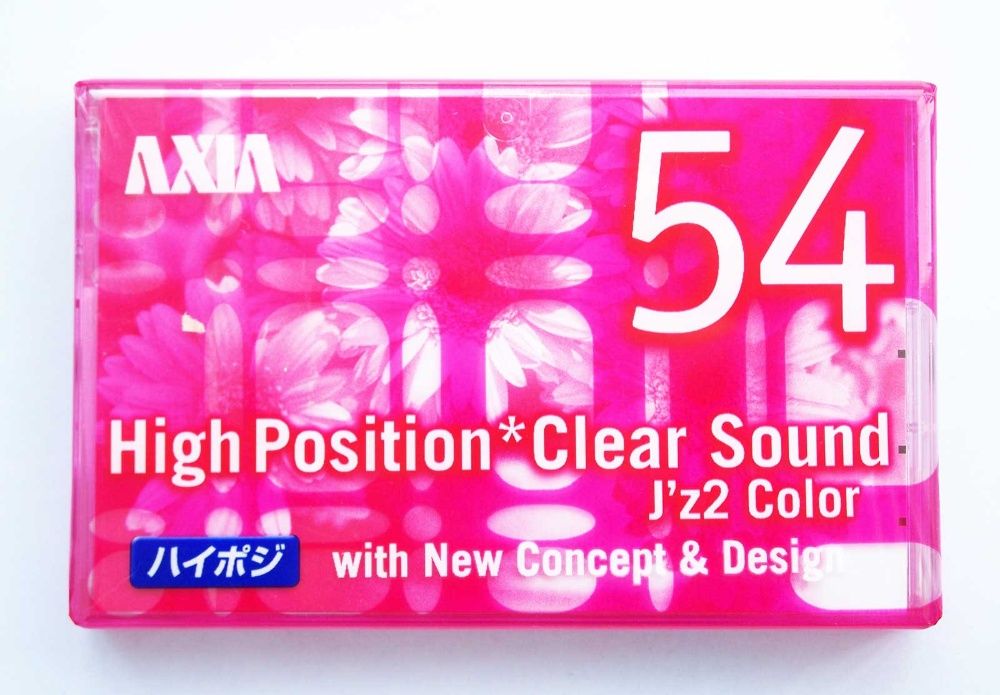 AXIA
54
High Position*Clear Sound
J'z2 Color
ハイポジ
with New Concept & Design